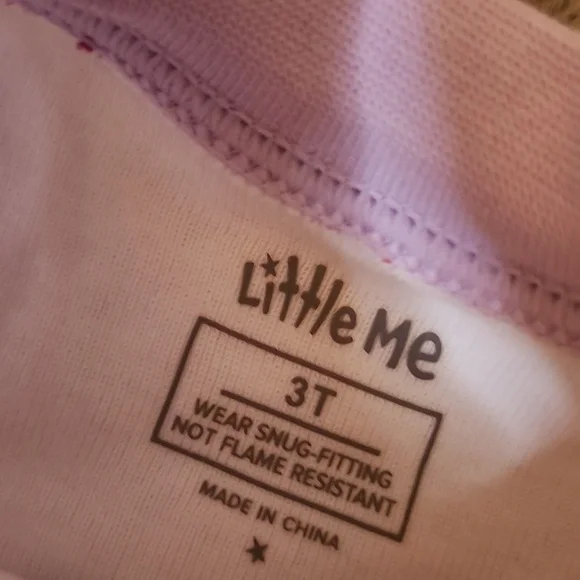 Little Me
3T
WEAR SNUG-FITTING
NOT FLAME RESISTANT
MADE IN CHINA